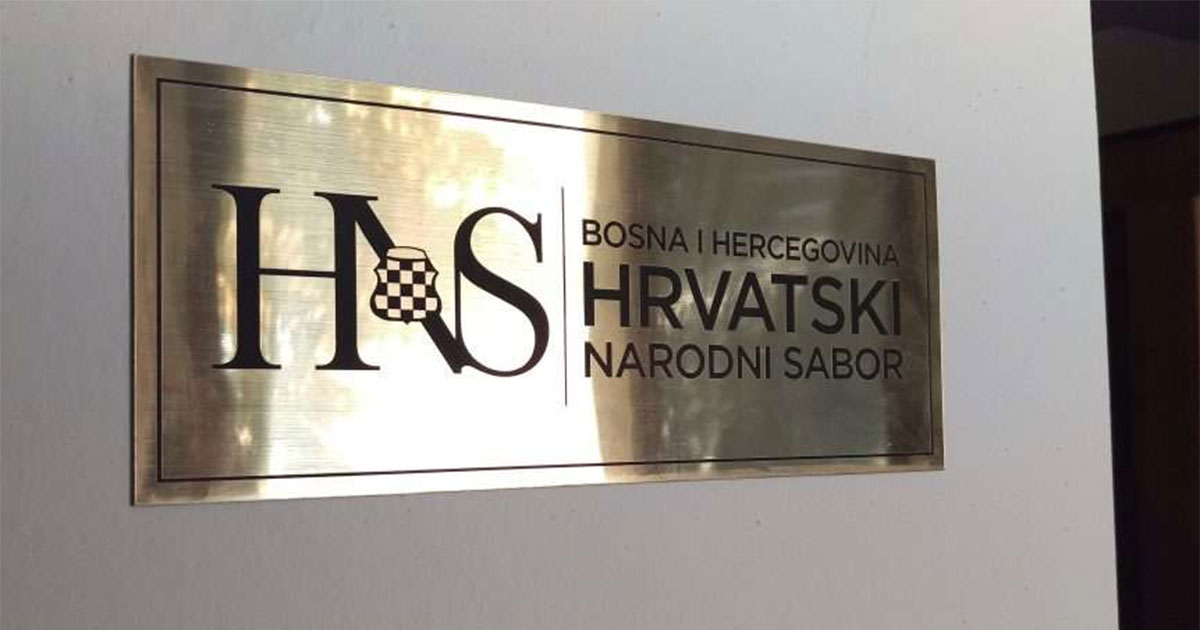 HNS
BOSNA I HERCEGOVINA
HRVATSKI
NARODNI SABOR